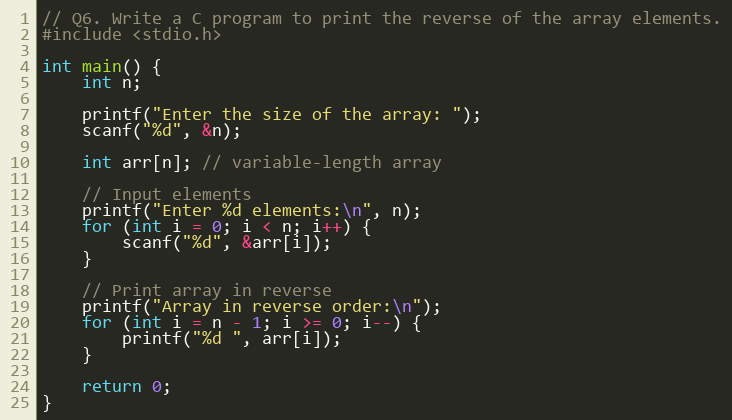 1 // Q6. Write a C program to print the reverse of the array elements.
2 #include <stdio.h>
3
4 int main() {
5     int n;
6
7     printf("Enter the size of the array: ");
8     scanf("%d", &n);
9
10     int arr[n]; // variable-length array
11
12     // Input elements
13     printf("Enter %d elements:\n", n);
14     for (int i = 0; i < n; i++) {
15         scanf("%d", &arr[i]);
16     }
17
18     // Print array in reverse
19     printf("Array in reverse order:\n");
20     for (int i = n - 1; i >= 0; i--) {
21         printf("%d ", arr[i]);
22     }
23
24     return 0;
25 }